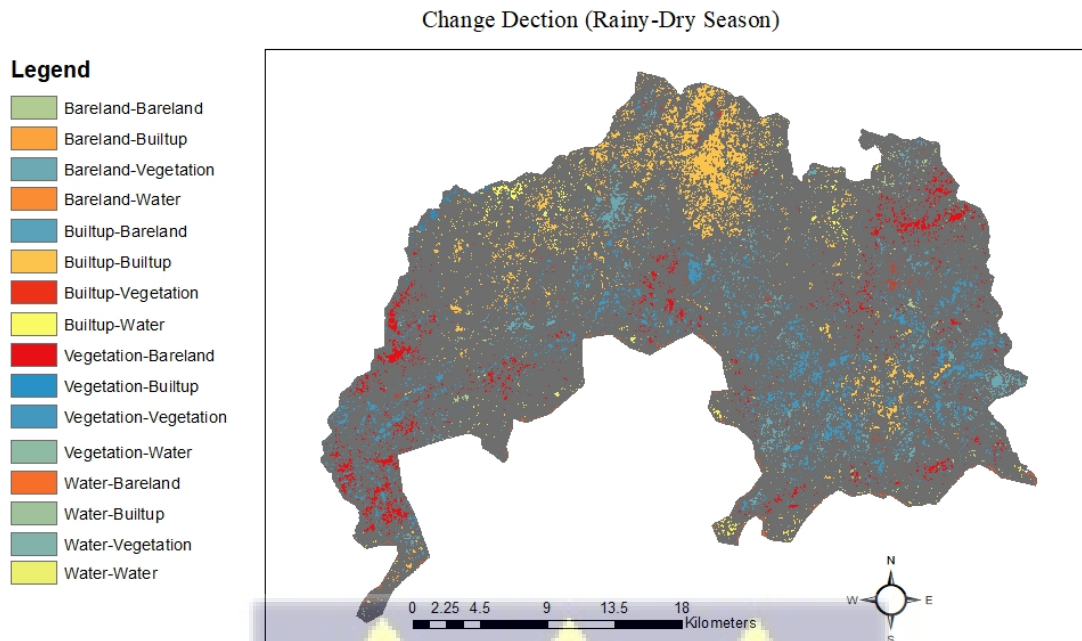 Change Dection (Rainy-Dry Season)
Legend
Bareland-Bareland
Bareland-Builtup
Bareland-Vegetation
Bareland-Water
Builtup-Bareland
Builtup-Builtup
Builtup-Vegetation
Builtup-Water
Vegetation-Bareland
Vegetation-Builtup
Vegetation-Vegetation
Vegetation-Water
Water-Bareland
Water-Builtup
Water-Vegetation
Water-Water
N
W E
S
0 2.25 4.5 9 13.5 18
Kilometers